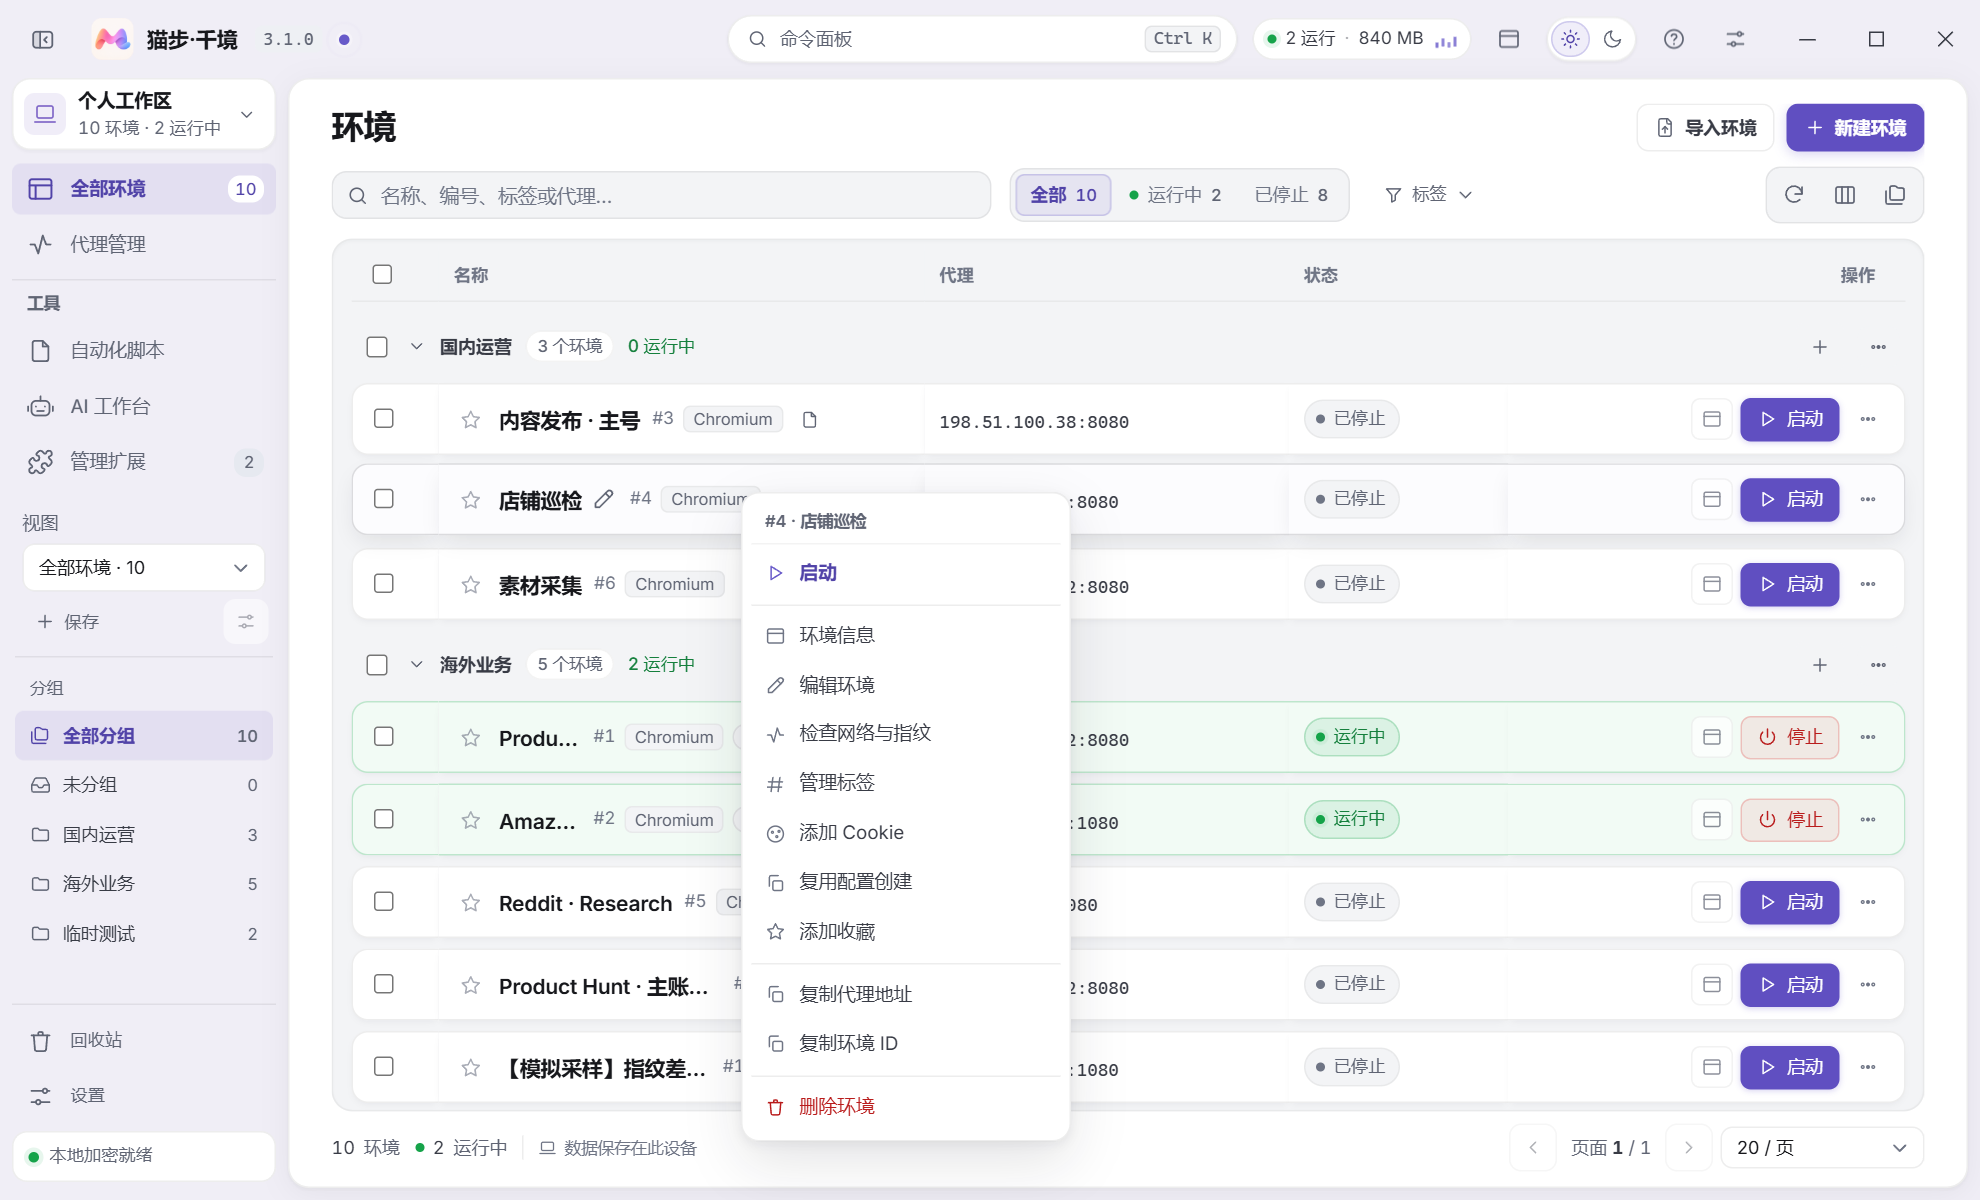 猫步·千境 3.1.0
命令面板 Ctrl K
2 运行 · 840 MB
个人工作区
10 环境 · 2 运行中
全部环境 10
代理管理
工具
自动化脚本
AI 工作台
管理扩展 2
视图
全部环境 · 10
保存
分组
全部分组 10
未分组 0
国内运营 3
海外业务 5
临时测试 2
回收站
设置
本地加密就绪
环境
导入环境
新建环境
名称、编号、标签或代理...
全部 10
运行中 2
已停止 8
标签
名称 代理 状态 操作
国内运营 3 个环境 0 运行中
内容发布 · 主号 #3 Chromium 198.51.100.38:8080 已停止 启动
店铺巡检 #4 Chromium :8080 已停止 启动
素材采集 #6 Chromium 2:8080 已停止 启动
海外业务 5 个环境 2 运行中
Produ... #1 Chromium 2:8080 运行中 停止
Amaz... #2 Chromium :1080 运行中 停止
Reddit · Research #5 Ch 080 已停止 启动
Product Hunt · 主账... # 2:8080 已停止 启动
【模拟采样】指纹差... #1 :1080 已停止 启动
#4 · 店铺巡检
启动
环境信息
编辑环境
检查网络与指纹
管理标签
添加 Cookie
复用配置创建
添加收藏
复制代理地址
复制环境 ID
删除环境
10 环境 2 运行中 数据保存在此设备
页面 1 / 1
20 / 页